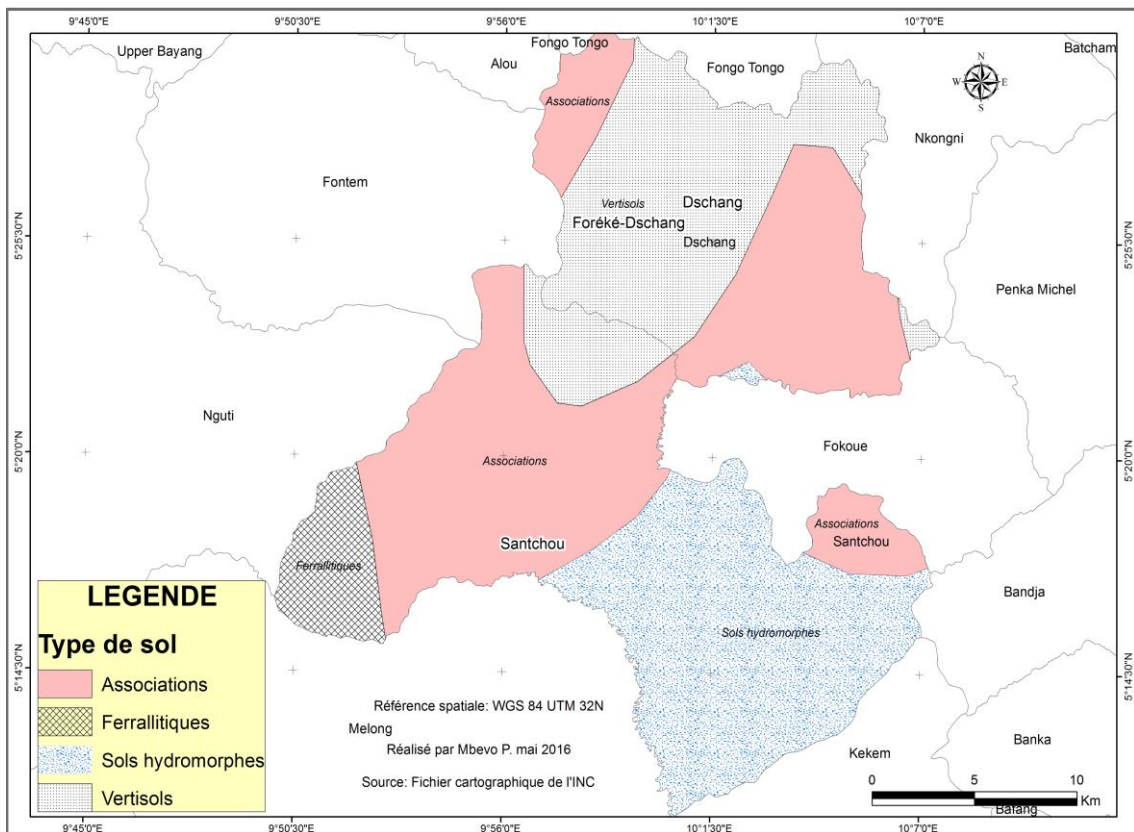 9°45'0"E
9°50'30"E
9°56'0"E
10°1'30"E
10°7'0"E
Upper Bayang
Alou
Fongo Tongo
Fongo Tongo
Batcham
N
W E
S
Associations
Nkongni
Fontem
Vertisols
Dschang
Foréké-Dschang
Dschang
5°25'30"N
5°25'30"N
Penka Michel
Nguti
Associations
Fokoue
5°20'0"N
5°20'0"N
Associations
Santchou
Santchou
Ferrallitiques
Bandja
Sols hydromorphes
LEGENDE
Type de sol
Associations
Ferrallitiques
Sols hydromorphes
Vertisols
5°14'30"N
5°14'30"N
Référence spatiale: WGS 84 UTM 32N
Melong
Réalisé par Mbevo P. mai 2016
Source: Fichier cartographique de l'INC
Kekem
Banka
0 5 10
Km
Bafang
9°45'0"E
9°50'30"E
9°56'0"E
10°1'30"E
10°7'0"E